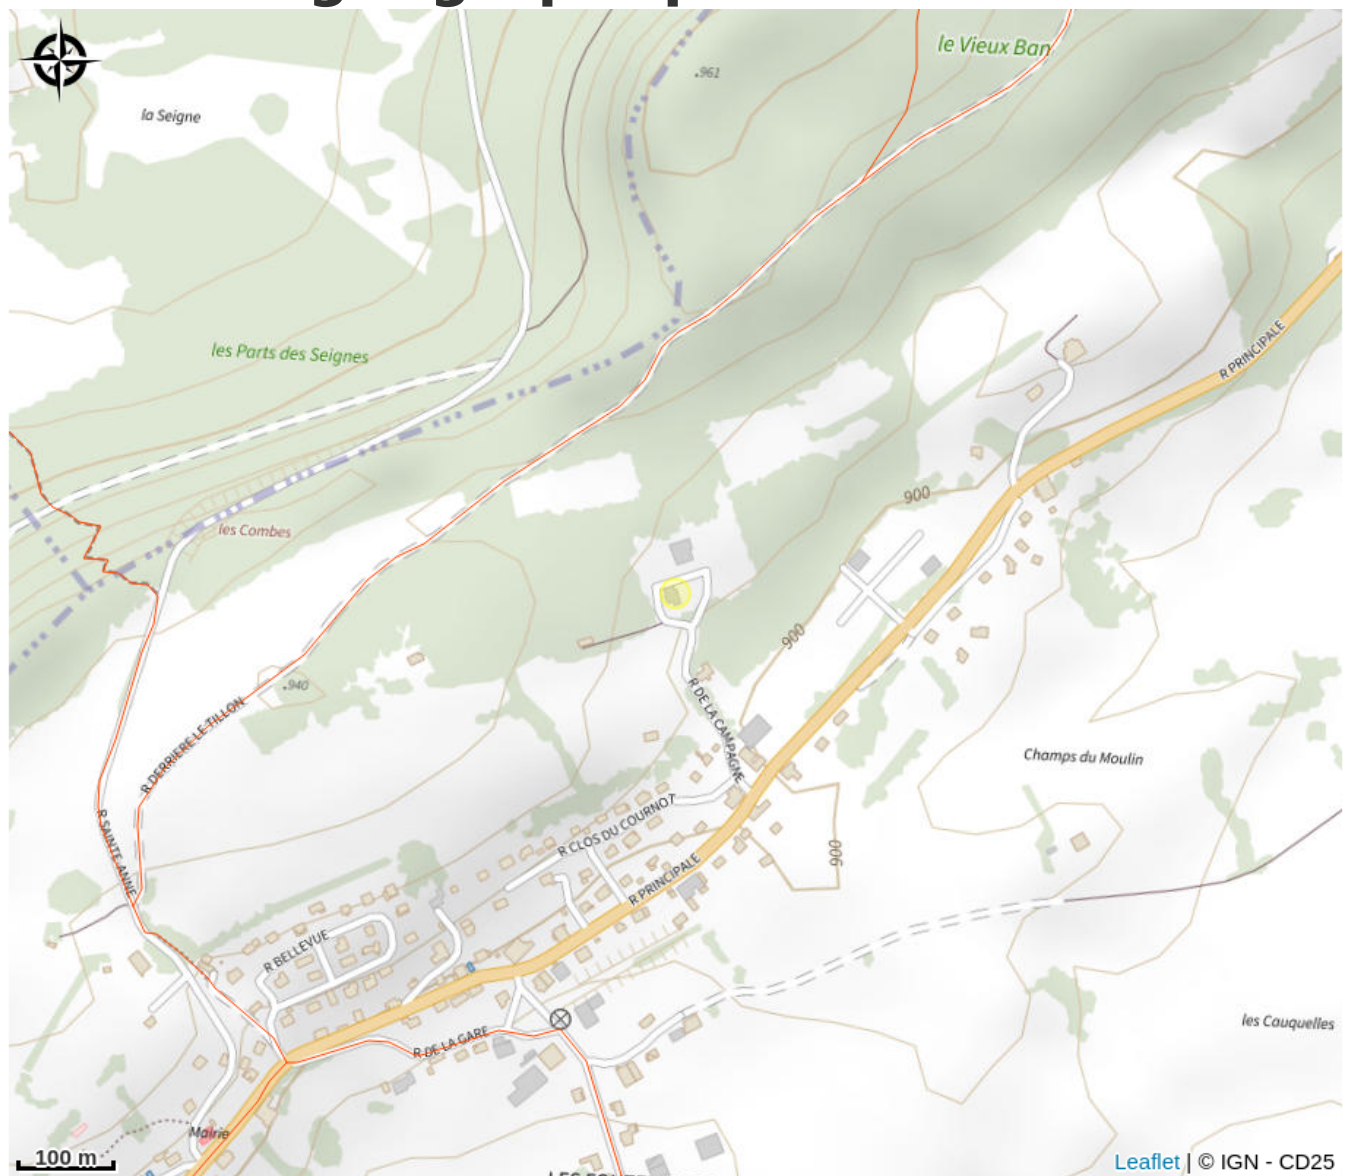 le Vieux Ban
.961
la Seigne
les Parts des Seignes
R PRINCIPALE
900
les Combes
900
.940
R DE LA CAMPAGNE
R DERRIERE LE TILLON
Champs du Moulin
R SAINTE-ANNE
R CLOS DU COURNOT
900
R PRINCIPALE
R BELLEVUE
les Cauquelles
R DE LA GARE
Mairie
100 m
Leaflet | © IGN - CD25